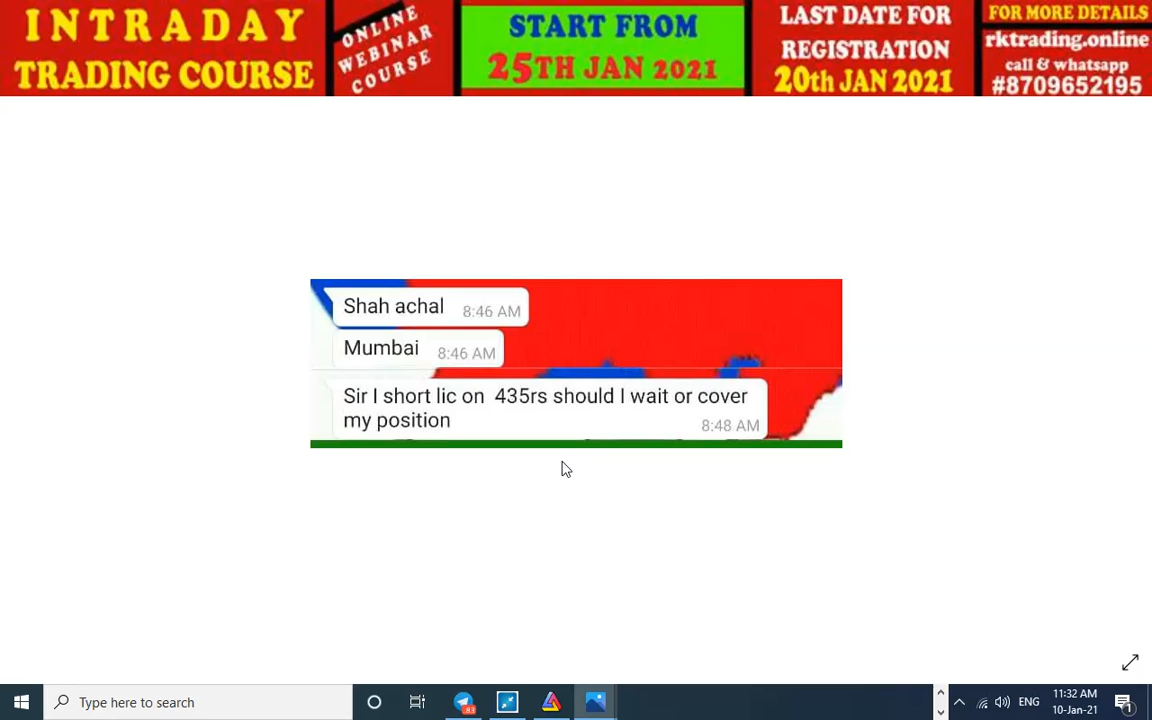 INTRADAY
TRADING COURSE
ONLINE
WEBINAR
COURSE
START FROM
25TH JAN 2021
LAST DATE FOR
REGISTRATION
20th JAN 2021
FOR MORE DETAILS
rktrading.online
call & whatsapp
#8709652195
Shah achal 8:46 AM
Mumbai 8:46 AM
Sir I short lic on 435rs should I wait or cover
my position 8:48 AM
Type here to search
83
ENG
11:32 AM
10-Jan-21
1